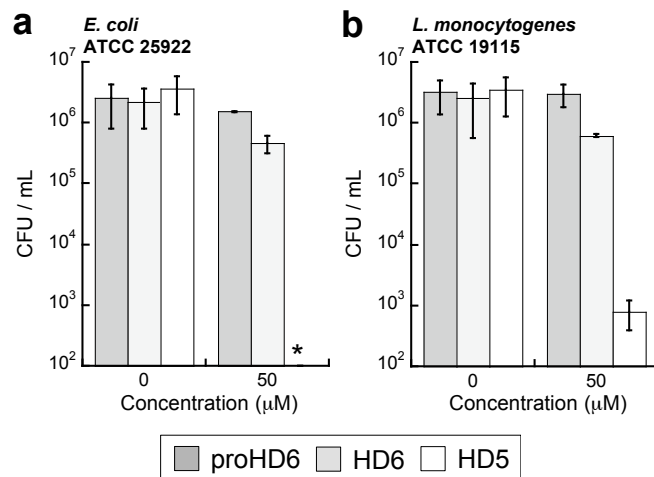 a
E. coli
ATCC 25922
10⁷
10⁶
10⁵
10⁴
10³
10²
CFU / mL
*
0
50
Concentration (μM)
b
L. monocytogenes
ATCC 19115
10⁷
10⁶
10⁵
10⁴
10³
10²
CFU / mL
0
50
Concentration (μM)
proHD6 HD6 HD5